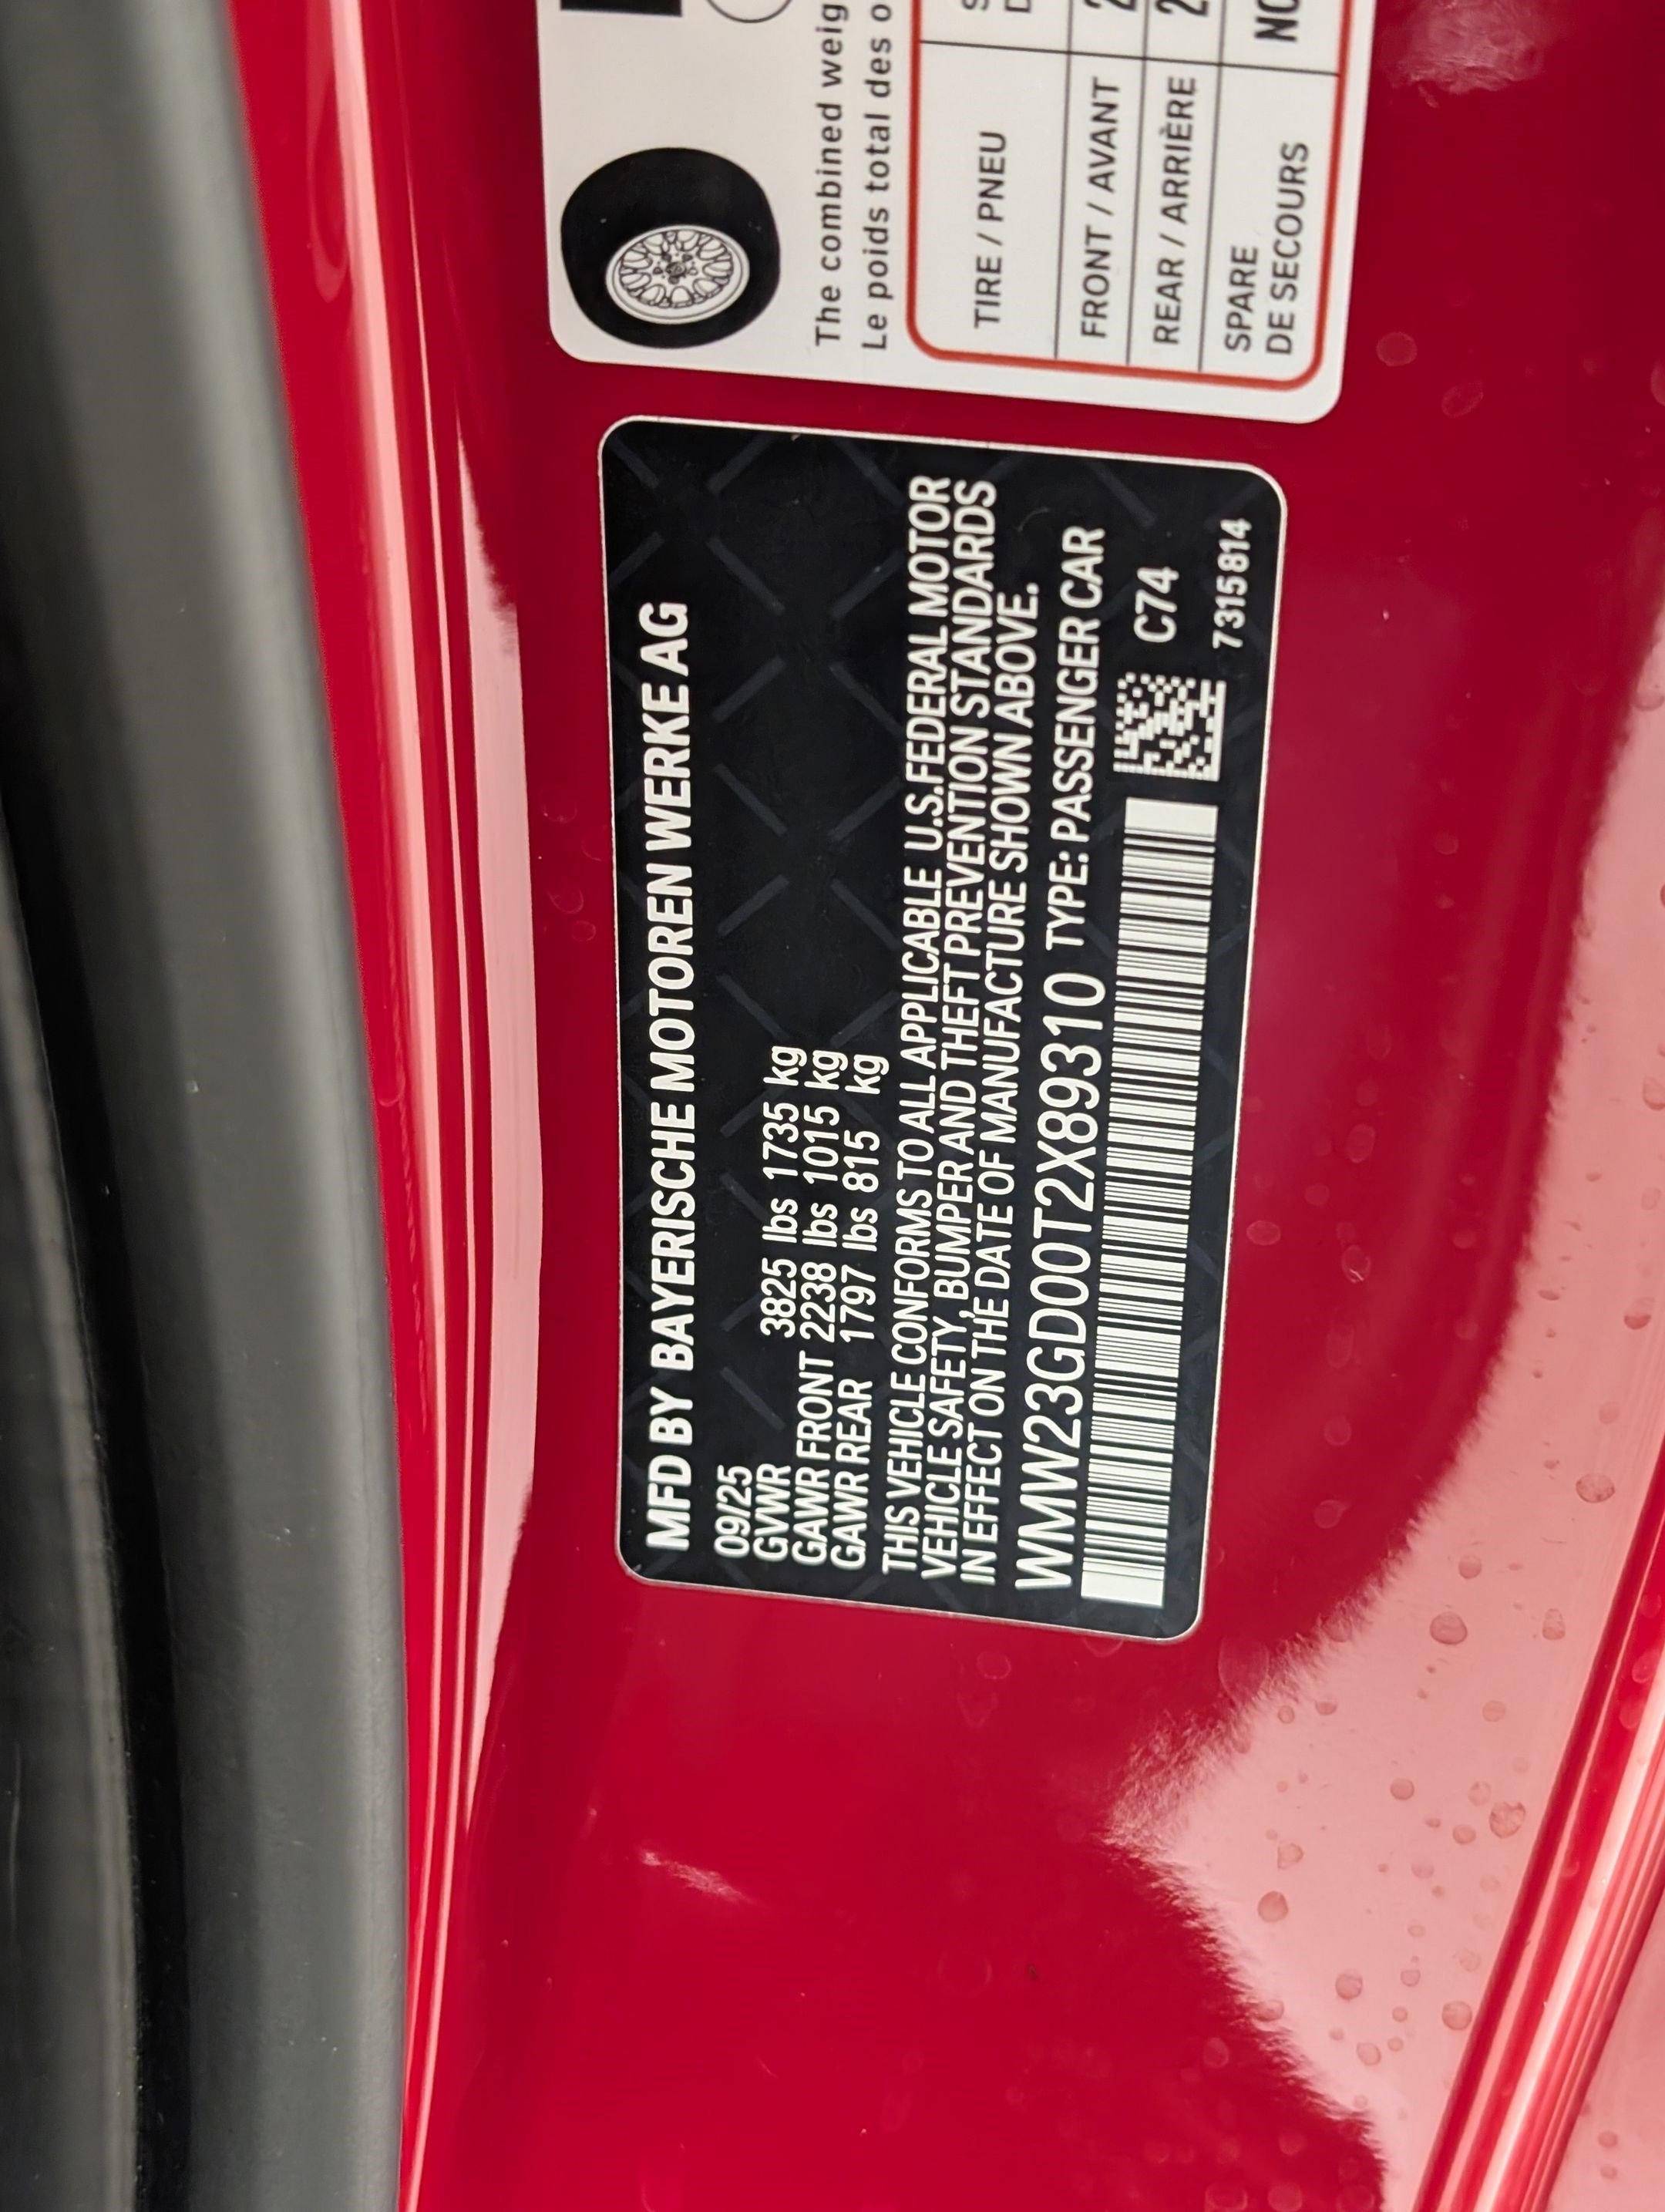 MFD BY BAYERISCHE MOTOREN WERKE AG
09/25
GVWR 3825 lbs 1735 kg
GAWR FRONT 2238 lbs 1015 kg
GAWR REAR 1797 lbs 815 kg
THIS VEHICLE CONFORMS TO ALL APPLICABLE U.S.FEDERAL MOTOR
VEHICLE SAFETY, BUMPER AND THEFT PREVENTION STANDARDS
IN EFFECT ON THE DATE OF MANUFACTURE SHOWN ABOVE.
WMW23GD00T2X89310 TYPE: PASSENGER CAR
C74
7315814
The combined weig
Le poids total des o
TIRE / PNEU
FRONT / AVANT 2
REAR / ARRIÈRE 2
SPARE
DE SECOURS